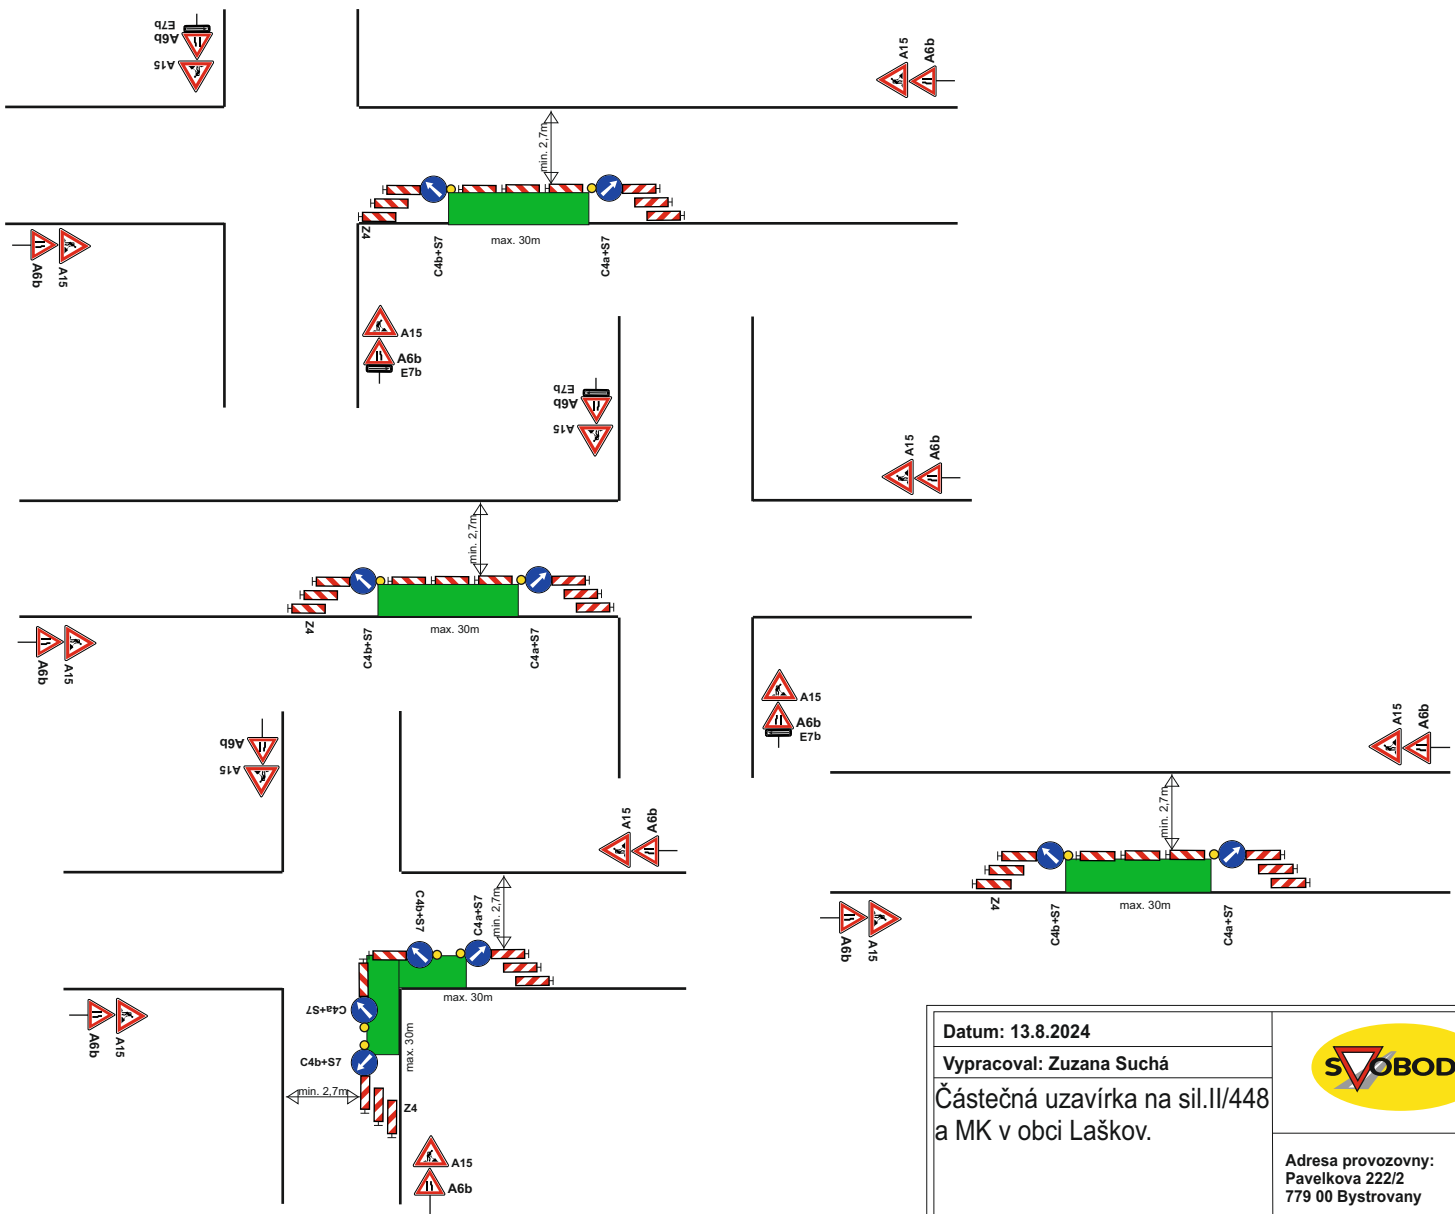 E7b
A6b
A15
A15
A6b
min. 2,7m
Z4
C4b+S7
max. 30m
C4a+S7
A6b
A15
A15
A6b
E7b
E7b
A6b
A15
A15
A6b
min. 2,7m
Z4
C4b+S7
max. 30m
C4a+S7
A6b
A15
A15
A6b
E7b
A6b
A15
A15
A6b
A15
A6b
min. 2,7m
Z4
C4b+S7
max. 30m
C4a+S7
A6b
A15
C4b+S7
C4a+S7
min. 2,7m
max. 30m
C4a+S7
max. 30m
C4b+S7
min. 2,7m
Z4
A6b
A15
A15
A6b
Datum: 13.8.2024
Vypracoval: Zuzana Suchá
Částečná uzavírka na sil.II/448
a MK v obci Laškov.
SVOBOD
Adresa provozovny:
Pavelkova 222/2
779 00 Bystrovany